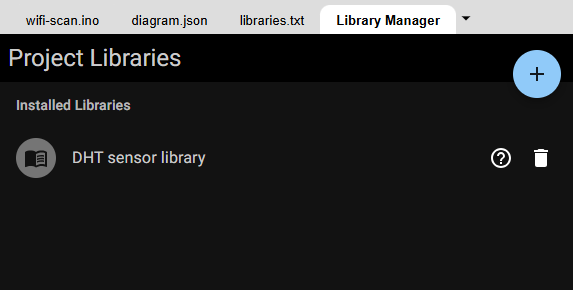 wifi-scan.ino diagram.json libraries.txt Library Manager
Project Libraries
Installed Libraries
DHT sensor library